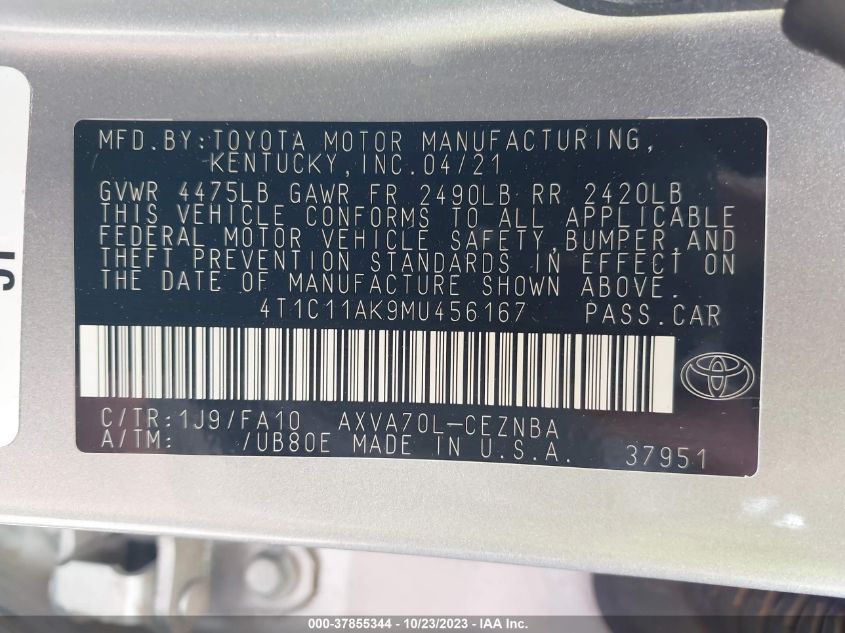 MFD.BY:TOYOTA MOTOR MANUFACTURING,
KENTUCKY,INC.04/21
GVWR 4475LB GAWR FR 2490LB RR 2420LB
THIS VEHICLE CONFORMS TO ALL APPLICABLE
FEDERAL MOTOR VEHICLE SAFETY,BUMPER,AND
THEFT PREVENTION STANDARDS IN EFFECT ON
THE DATE OF MANUFACTURE SHOWN ABOVE.
4T1C11AK9MU456167 PASS.CAR
C/TR:1J9/FA10 AXVA70L-CEZNBA
A/TM: /UB80E MADE IN U.S.A. 37951
000-37855344 - 10/23/2023 - IAA Inc.